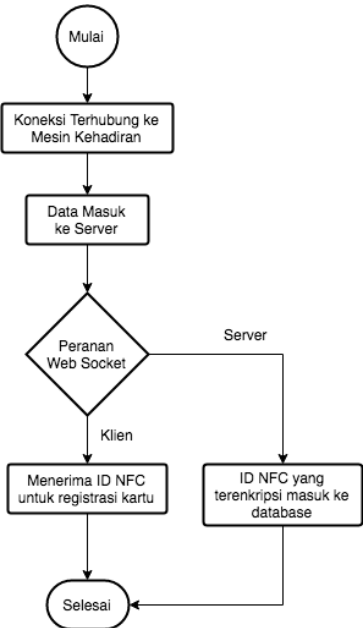 Mulai
Koneksi Terhubung ke
Mesin Kehadiran
Data Masuk
ke Server
Peranan
Web Socket
Server
Klien
Menerima ID NFC
untuk registrasi kartu
ID NFC yang
terenkripsi masuk ke
database
Selesai